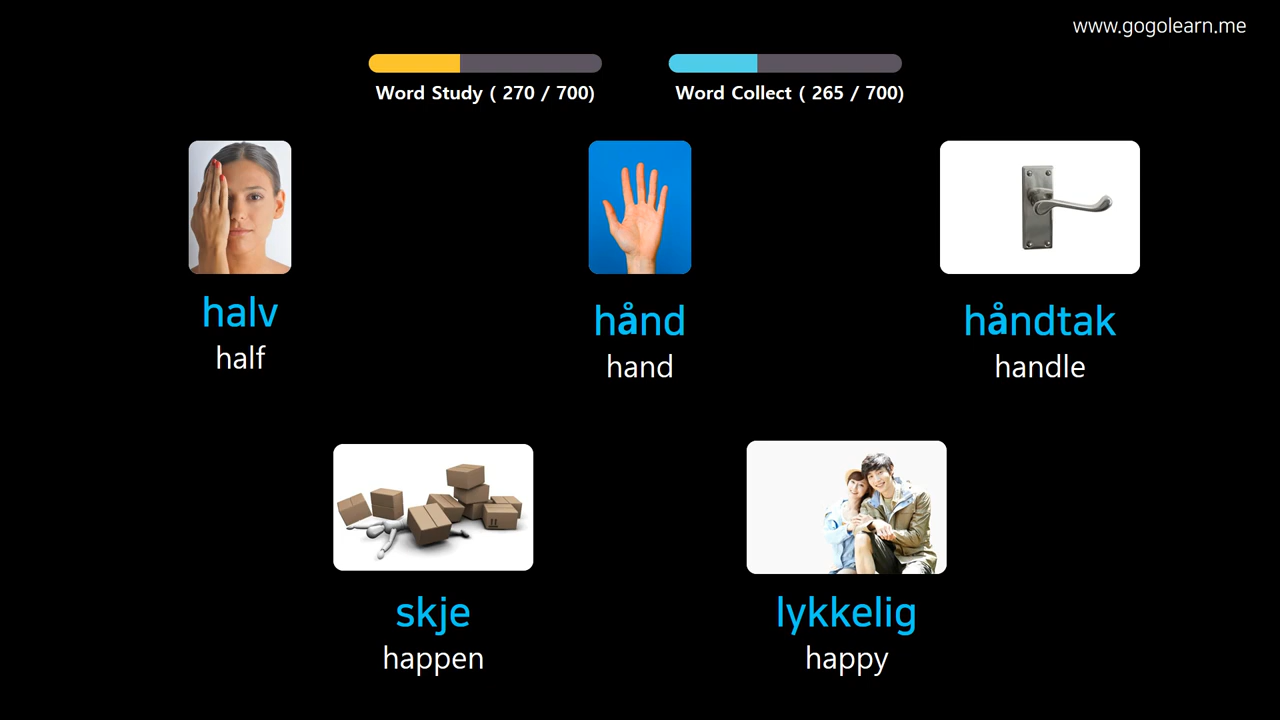 www.gogolearn.me
Word Study ( 270 / 700)
Word Collect ( 265 / 700)
halv
half
hånd
hand
håndtak
handle
skje
happen
lykkelig
happy